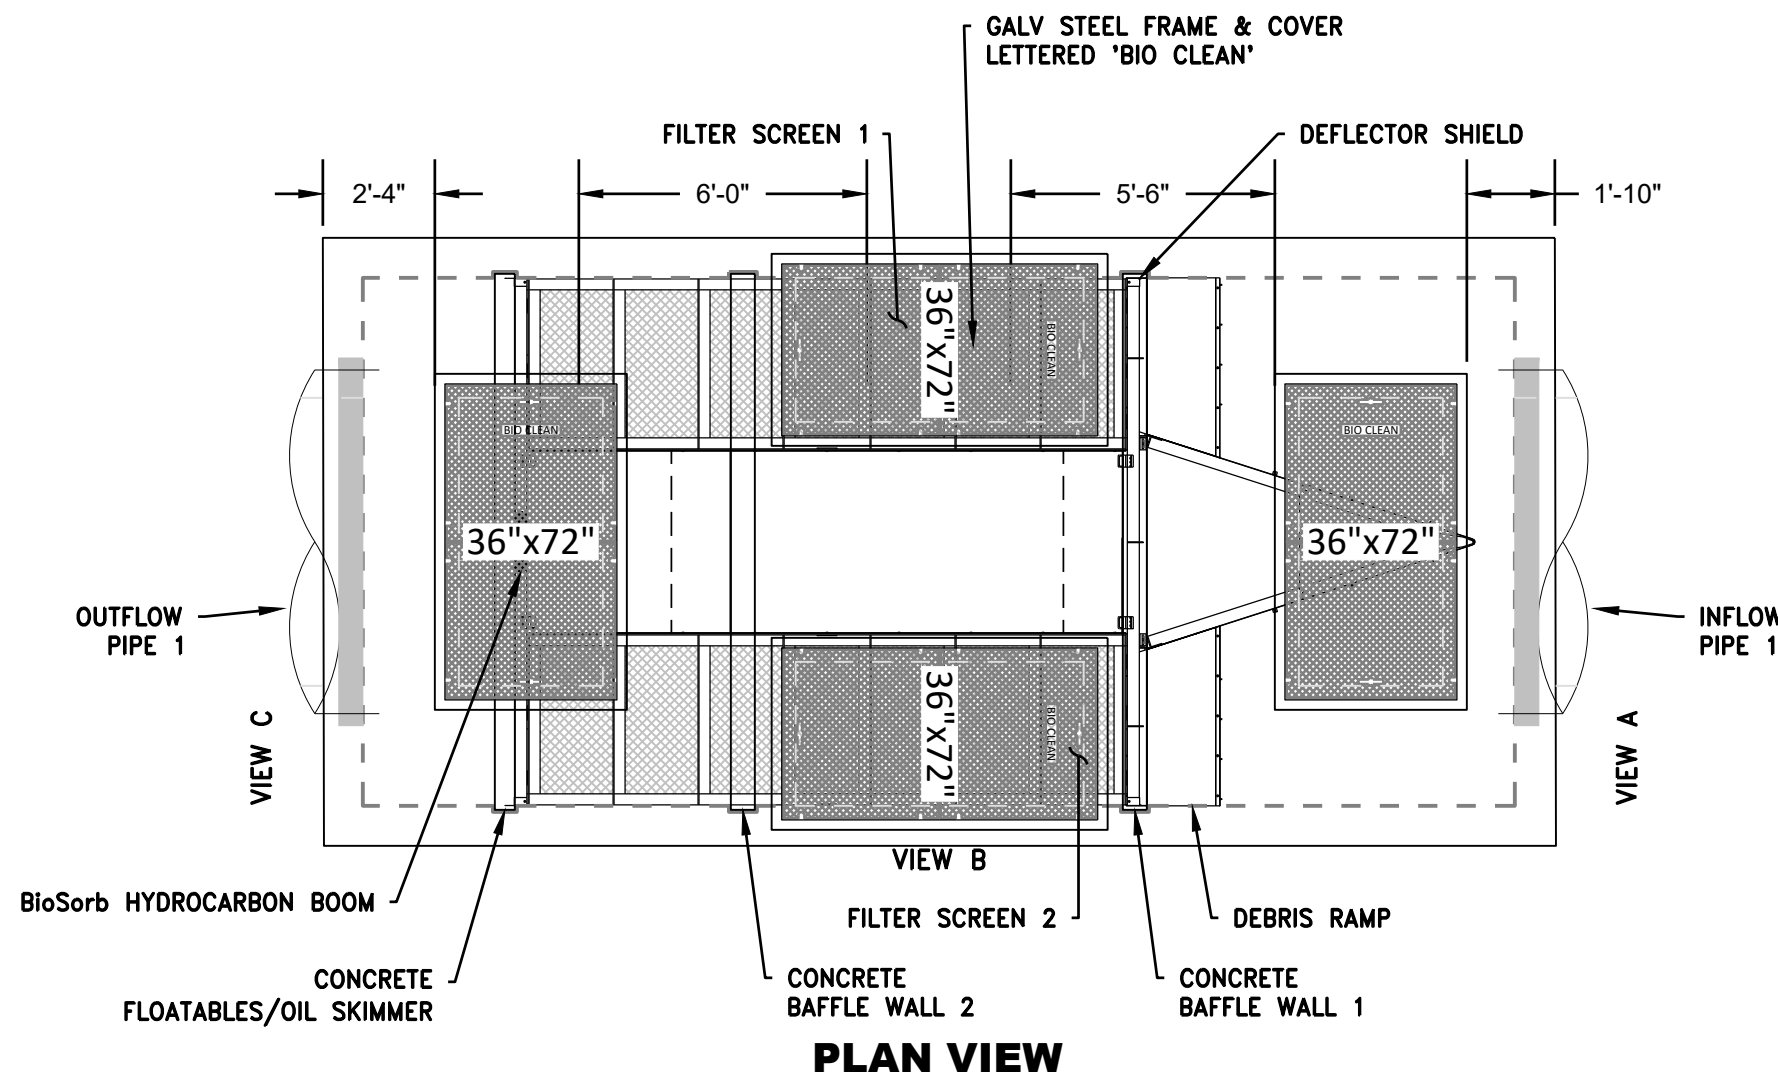 GALV STEEL FRAME & COVER
LETTERED 'BIO CLEAN'
FILTER SCREEN 1
DEFLECTOR SHIELD
2'-4"
6'-0"
5'-6"
1'-10"
36"x72"
BIO CLEAN
BIO CLEAN
BIO CLEAN
36"x72"
36"x72"
OUTFLOW
PIPE 1
INFLOW
PIPE 1
36"x72"
BIO CLEAN
VIEW C
VIEW A
VIEW B
BioSorb HYDROCARBON BOOM
FILTER SCREEN 2
DEBRIS RAMP
CONCRETE
FLOATABLES/OIL SKIMMER
CONCRETE
BAFFLE WALL 2
CONCRETE
BAFFLE WALL 1
PLAN VIEW